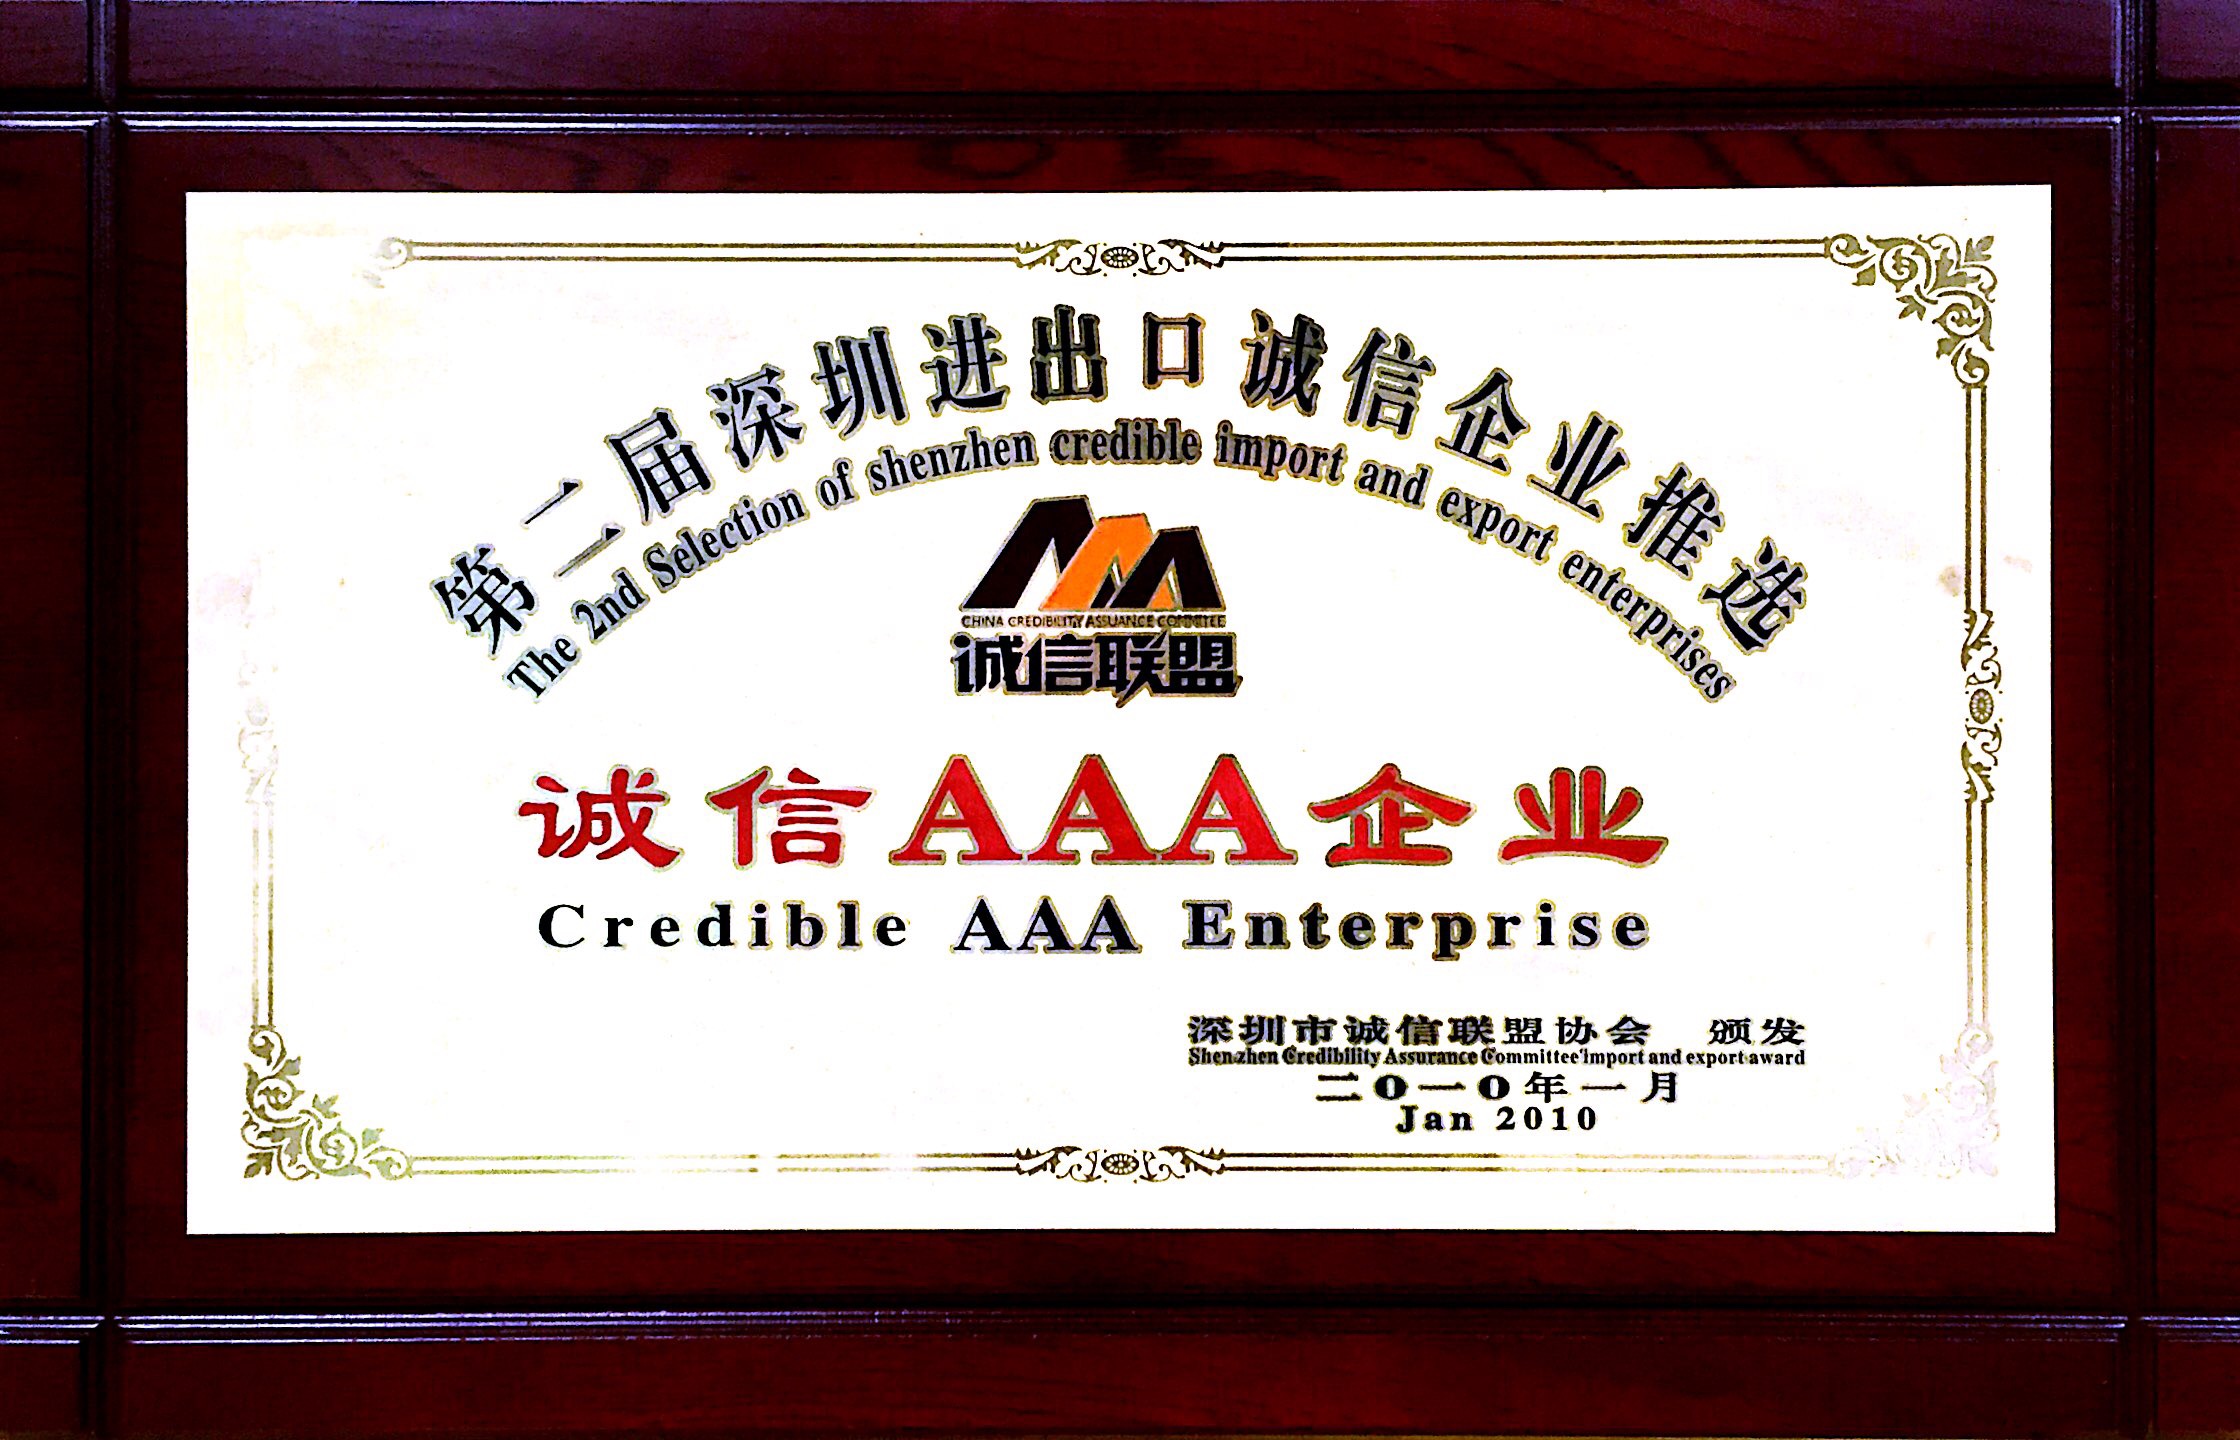 第二届深圳进出口诚信企业推选
The 2nd Selection of shenzhen credible import and export enterprises
CHINA CREDIBILITY ASSUANCE COMMITEE
诚信联盟
诚信AAA企业
Credible AAA Enterprise
深圳市诚信联盟协会 颁发
Shenzhen Credibility Assurance Committee'import and export award
二0一0年一月
Jan 2010